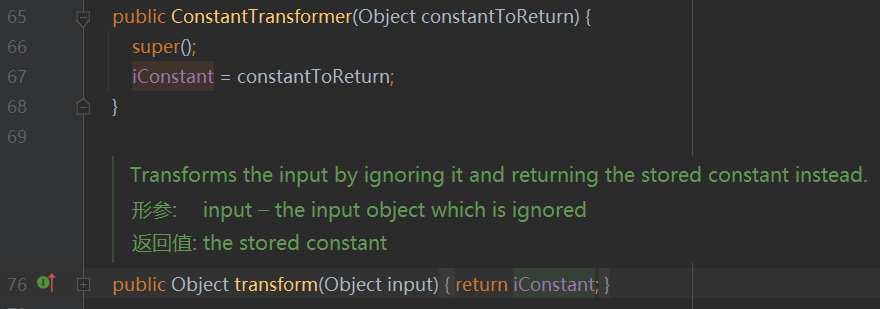 65 public ConstantTransformer(Object constantToReturn) {
66 super();
67 iConstant = constantToReturn;
68 }
69
Transforms the input by ignoring it and returning the stored constant instead.
形参: input – the input object which is ignored
返回值: the stored constant
76 public Object transform(Object input) { return iConstant; }